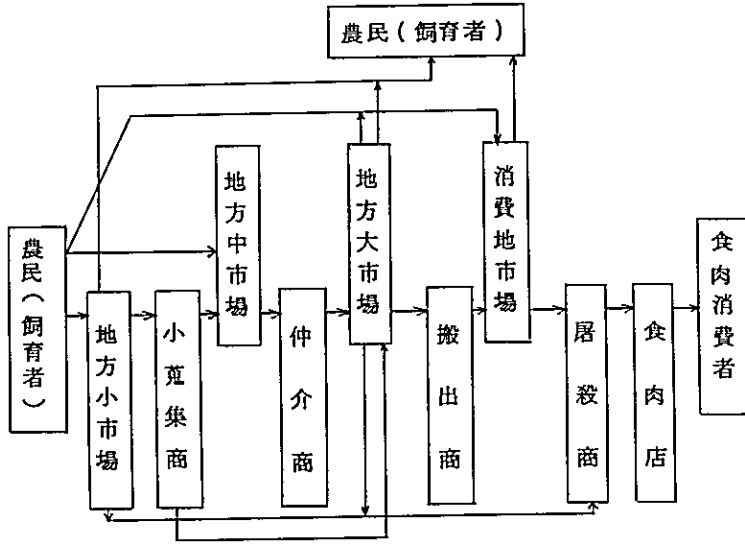 農民(飼育者)
農民(飼育者)
地方小市場
小蒐集商
地方中市場
仲介商
地方大市場
搬出商
消費地市場
屠殺商
食肉店
食肉消費者